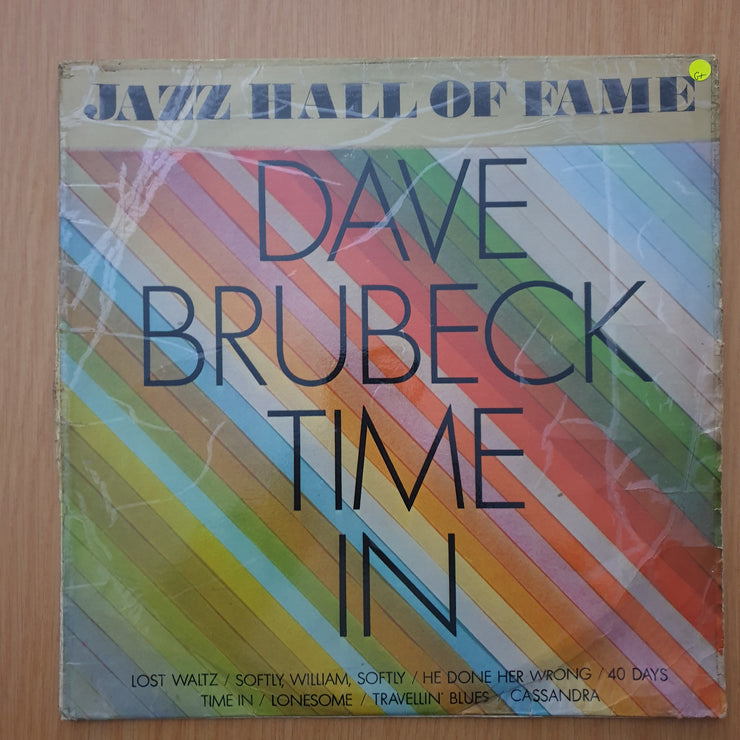 JAZZ HALL OF FAME
G+
DAVE
BRUBECK
TIME
IN
LOST WALTZ / SOFTLY, WILLIAM, SOFTLY / HE DONE HER WRONG / 40 DAYS
TIME IN / LONESOME / TRAVELLIN' BLUES / CASSANDRA